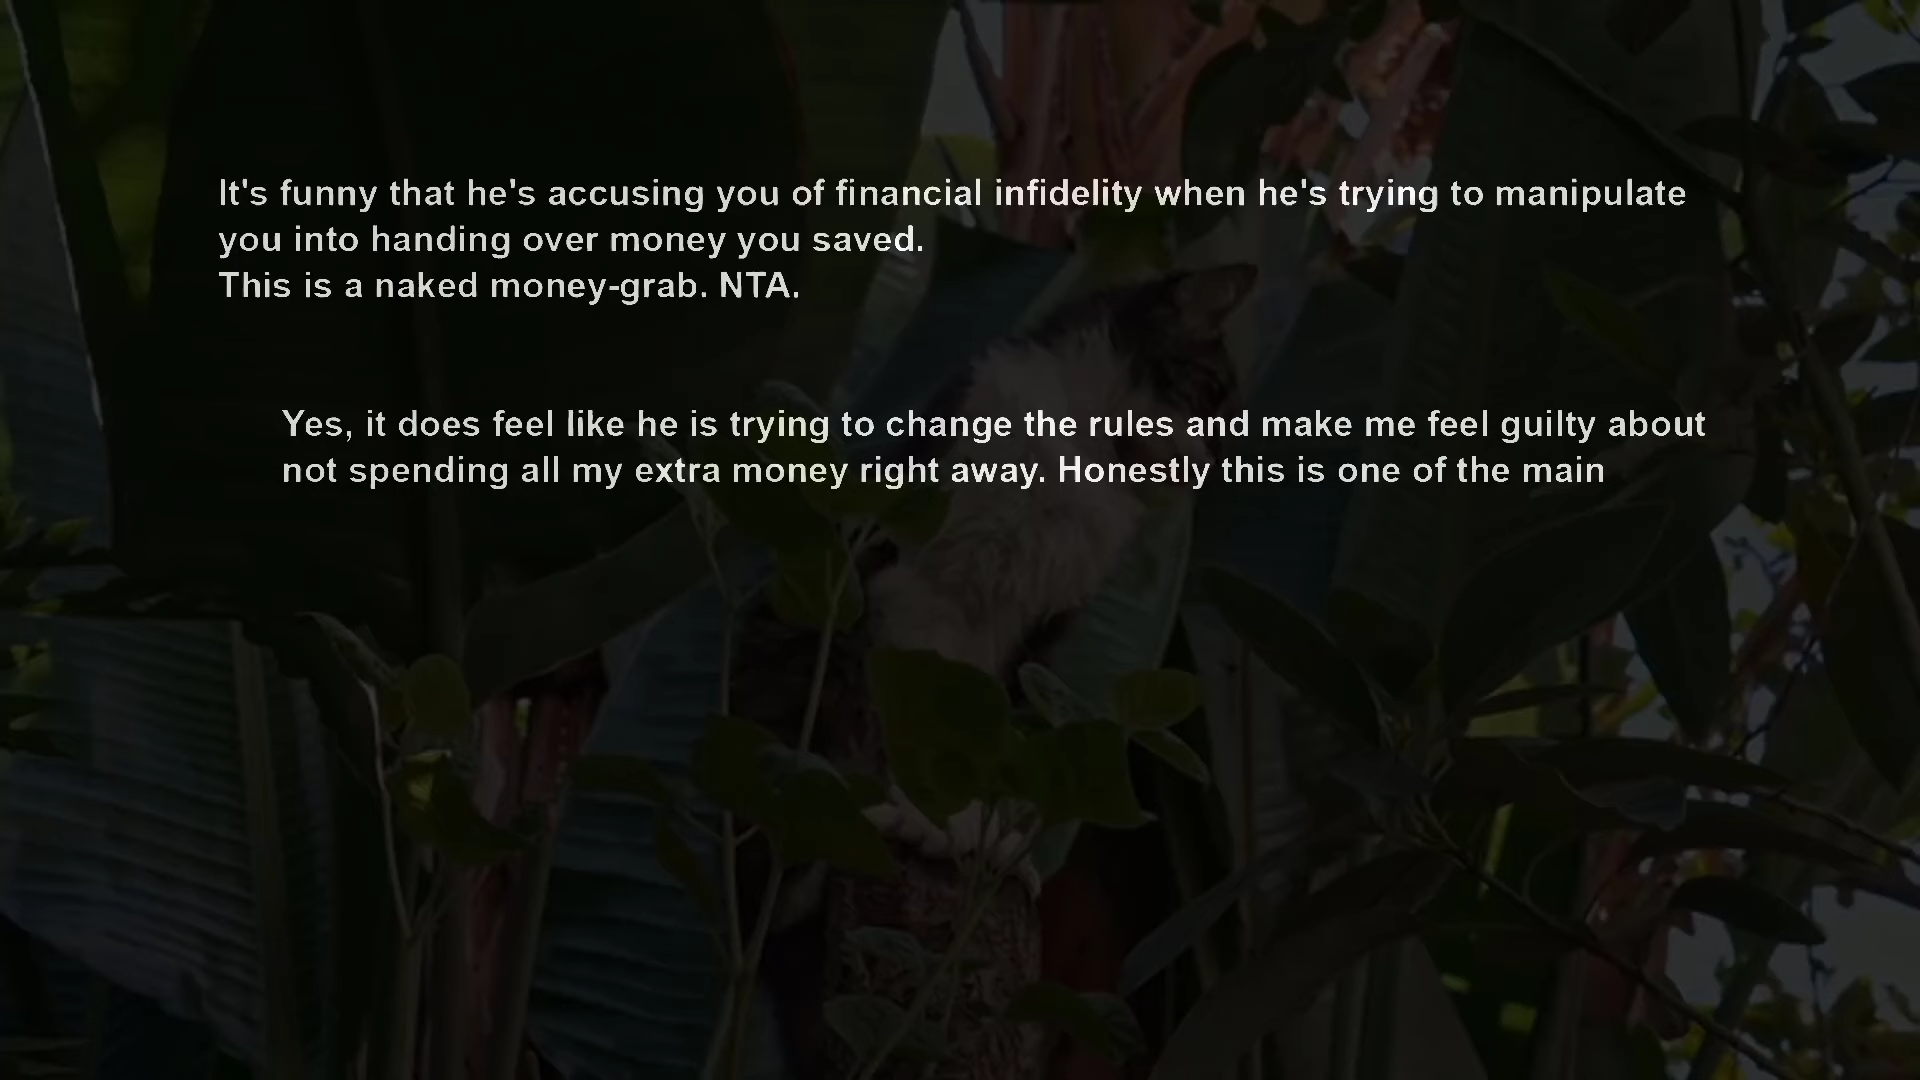 It's funny that he's accusing you of financial infidelity when he's trying to manipulate
you into handing over money you saved.
This is a naked money-grab. NTA.
Yes, it does feel like he is trying to change the rules and make me feel guilty about
not spending all my extra money right away. Honestly this is one of the main